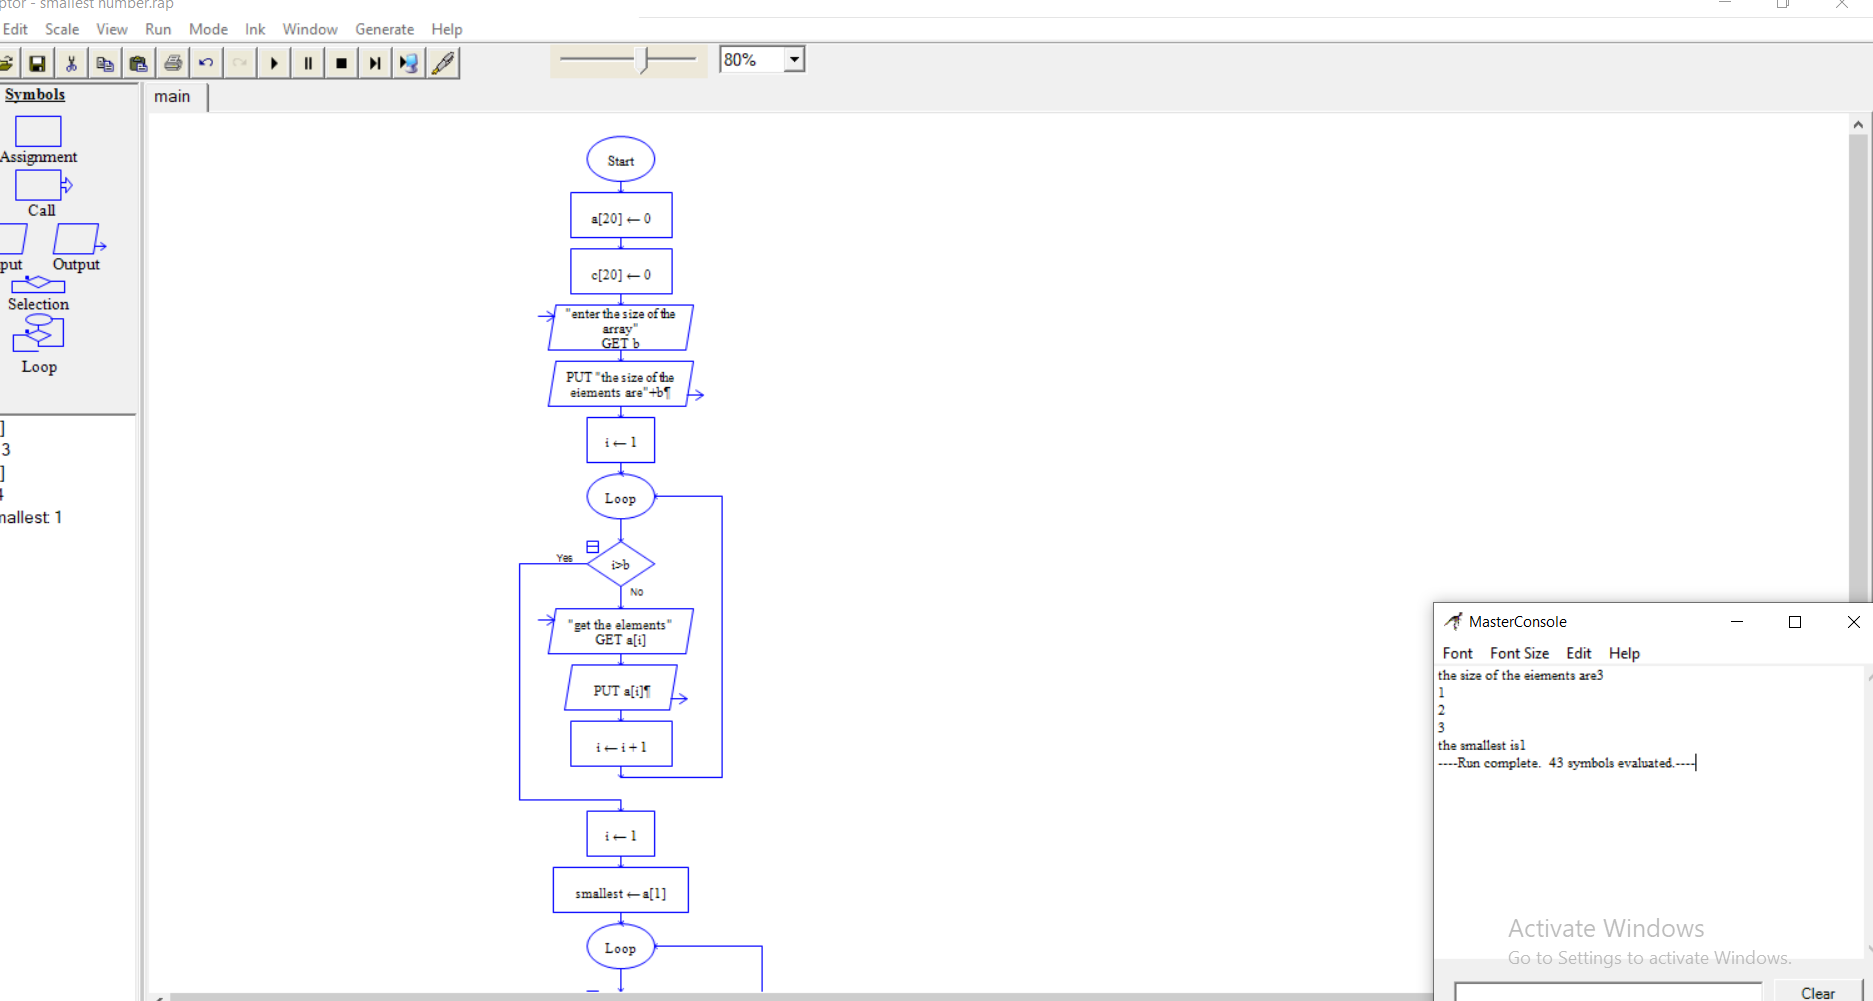 ptor - smallest number.rap
Edit Scale View Run Mode Ink Window Generate Help
80%
Symbols
main
Assignment
Call
put Output
Selection
Loop
]
3
]
4
mallest: 1
Start
a[20] ← 0
c[20] ← 0
"enter the size of the
array"
GET b
PUT "the size of the
eiements are"+b¶
i ← 1
Loop
Yes
i>b
No
"get the elements"
GET a[i]
PUT a[i]¶
i ← i + 1
i ← 1
smallest ← a[1]
Loop
MasterConsole
Font Font Size Edit Help
the size of the eiements are3
1
2
3
the smallest is1
----Run complete. 43 symbols evaluated.----
Activate Windows
Go to Settings to activate Windows.
Clear